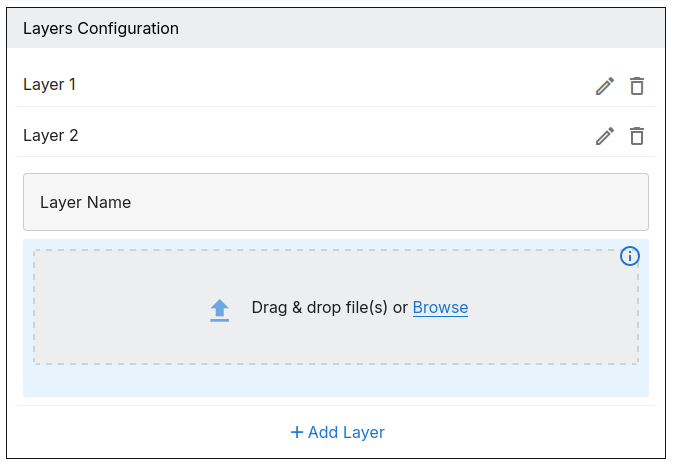 Layers Configuration
Layer 1
Layer 2
Layer Name
Drag & drop file(s) or Browse
+ Add Layer